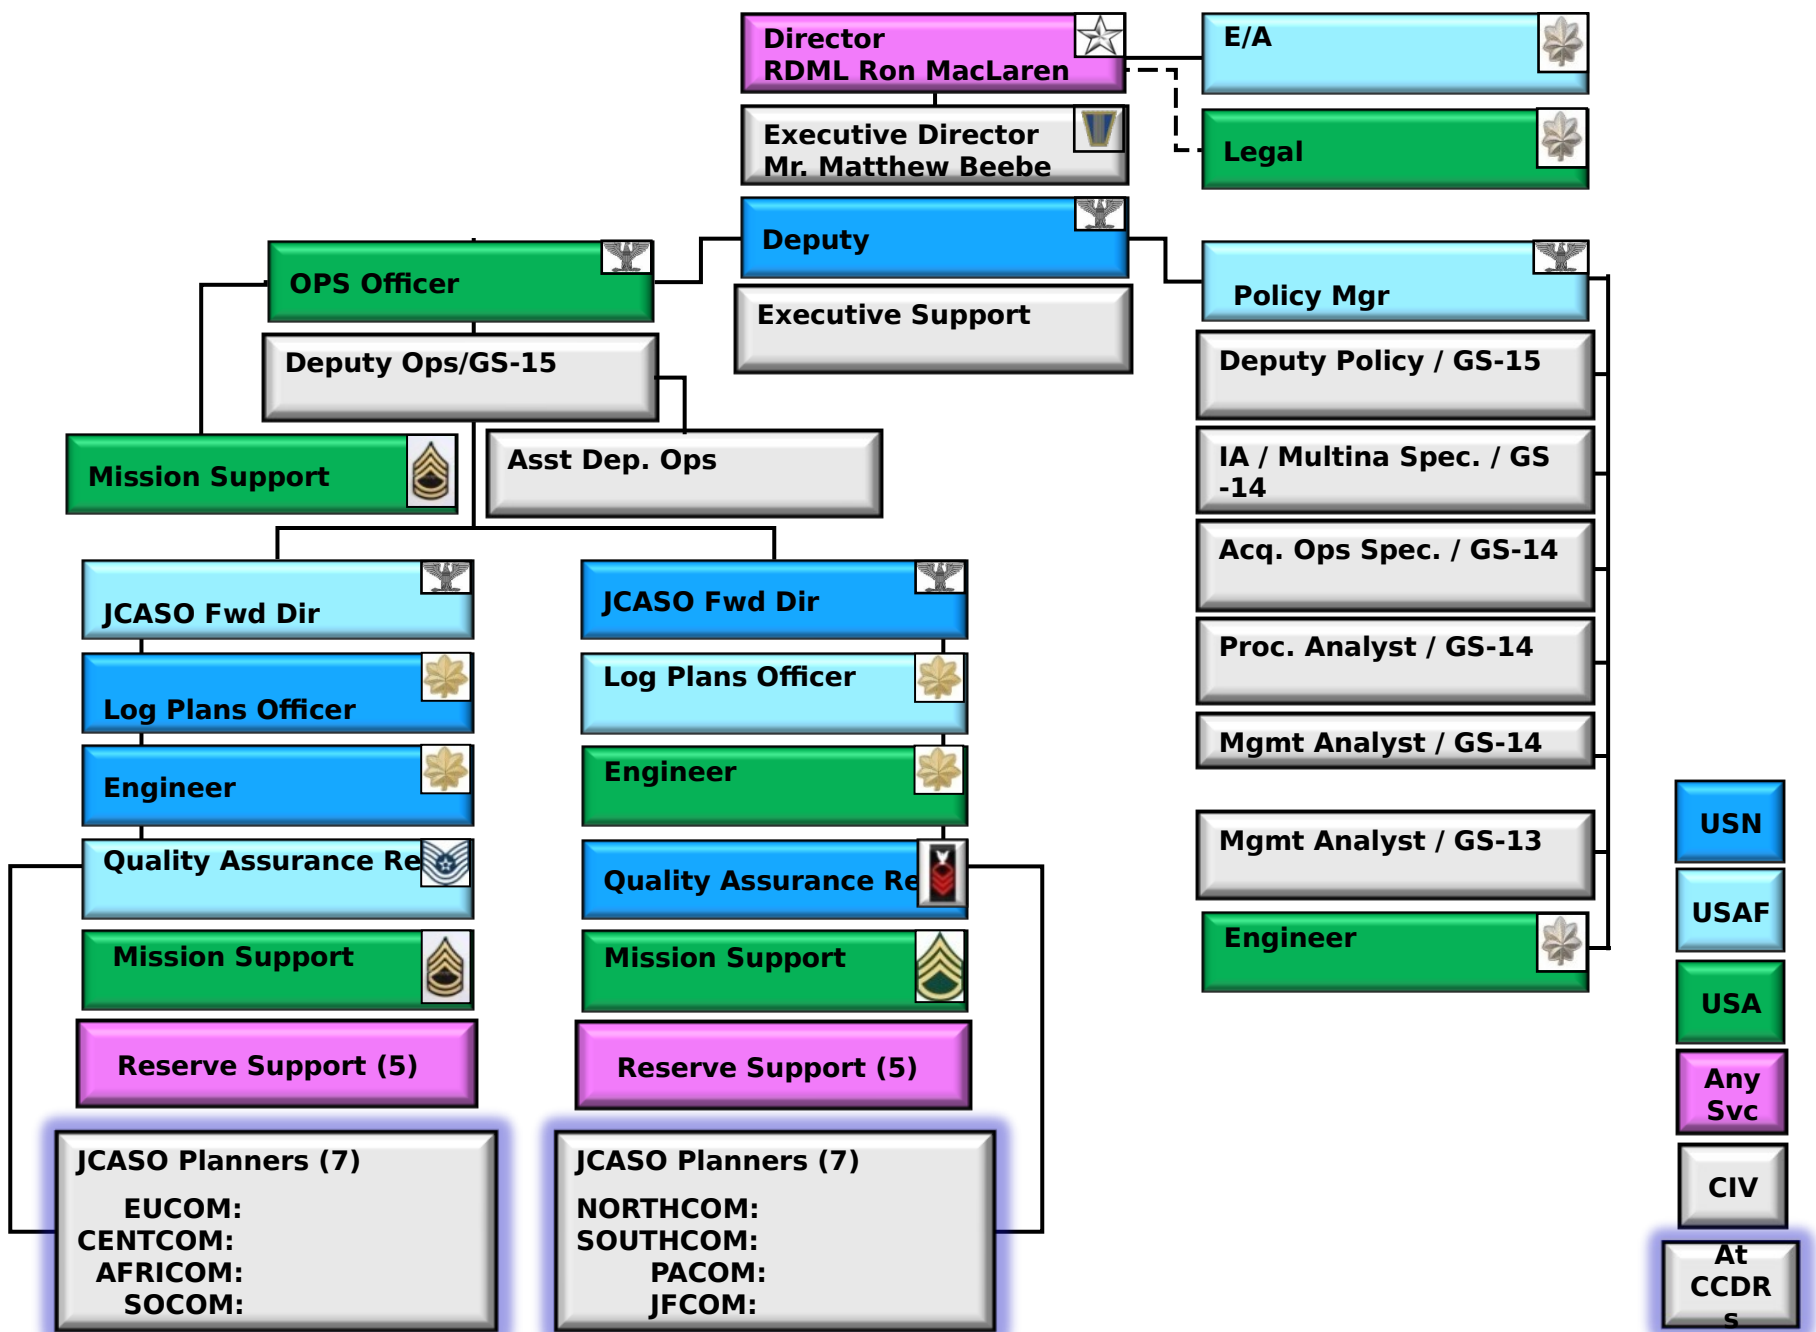 Director
RDML Ron MacLaren
E/A
Executive Director
Mr. Matthew Beebe
Legal
Deputy
OPS Officer
Policy Mgr
Executive Support
Deputy Ops/GS-15
Deputy Policy / GS-15
Mission Support
Asst Dep. Ops
IA / Multina Spec. / GS
-14
Acq. Ops Spec. / GS-14
Proc. Analyst / GS-14
Mgmt Analyst / GS-14
Mgmt Analyst / GS-13
Engineer
JCASO Fwd Dir
Log Plans Officer
Engineer
Quality Assurance Re
Mission Support
Reserve Support (5)
JCASO Planners (7)
EUCOM:
CENTCOM:
AFRICOM:
SOCOM:
JCASO Fwd Dir
Log Plans Officer
Engineer
Quality Assurance Re
Mission Support
Reserve Support (5)
JCASO Planners (7)
NORTHCOM:
SOUTHCOM:
PACOM:
JFCOM:
USN
USAF
USA
Any
Svc
CIV
At
CCDR
s